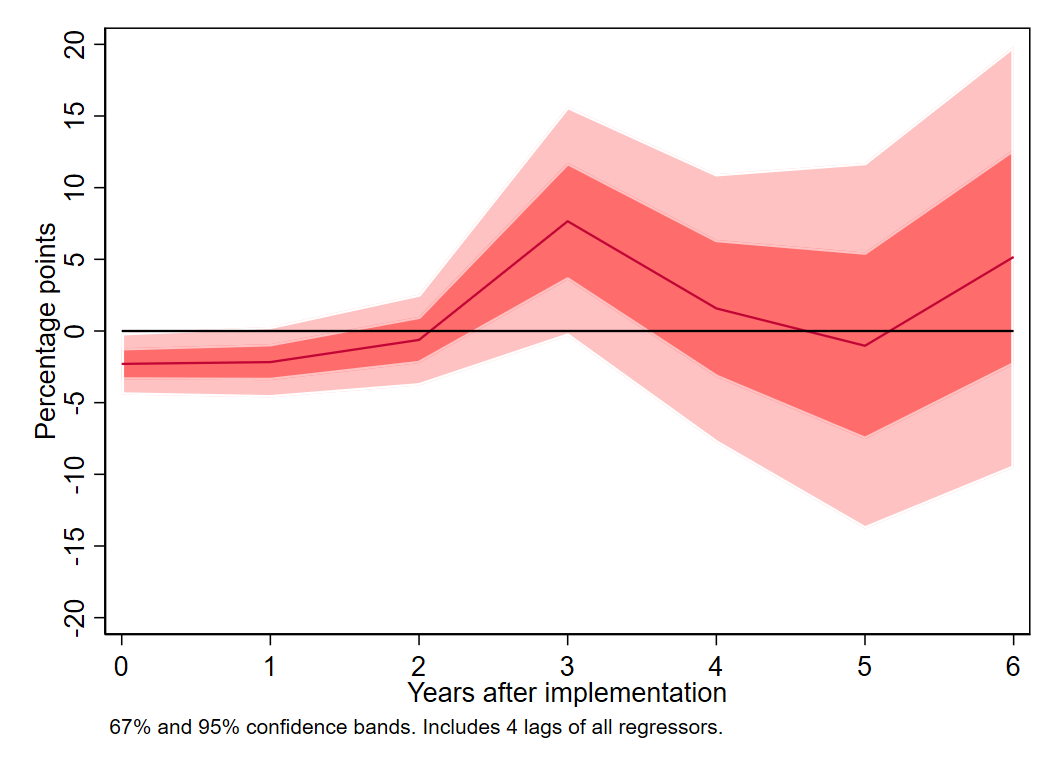 20
15
10
5
0
-5
-10
-15
-20
Percentage points
0 1 2 3 4 5 6
Years after implementation
67% and 95% confidence bands. Includes 4 lags of all regressors.